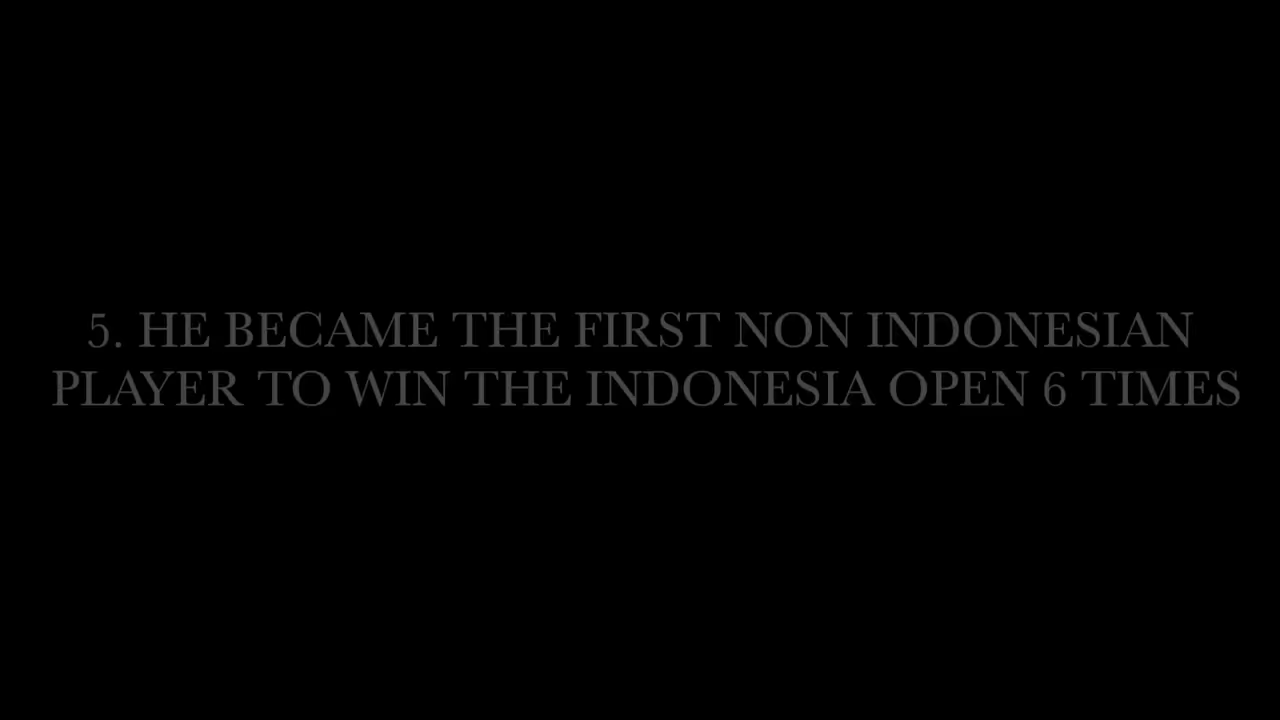 5. HE BECAME THE FIRST NON INDONESIAN
PLAYER TO WIN THE INDONESIA OPEN 6 TIMES